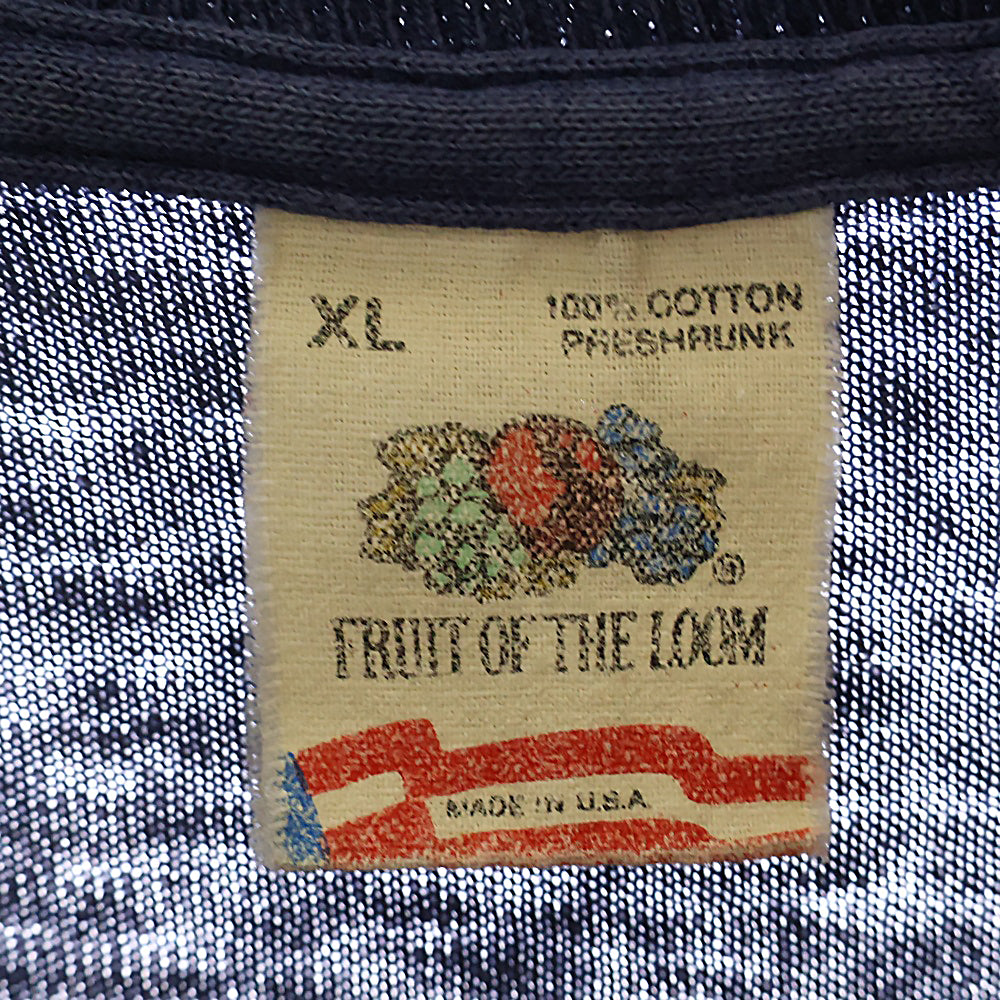 XL
100% COTTON
PRESHRUNK
®
FRUIT OF THE LOOM
MADE IN U.S.A.